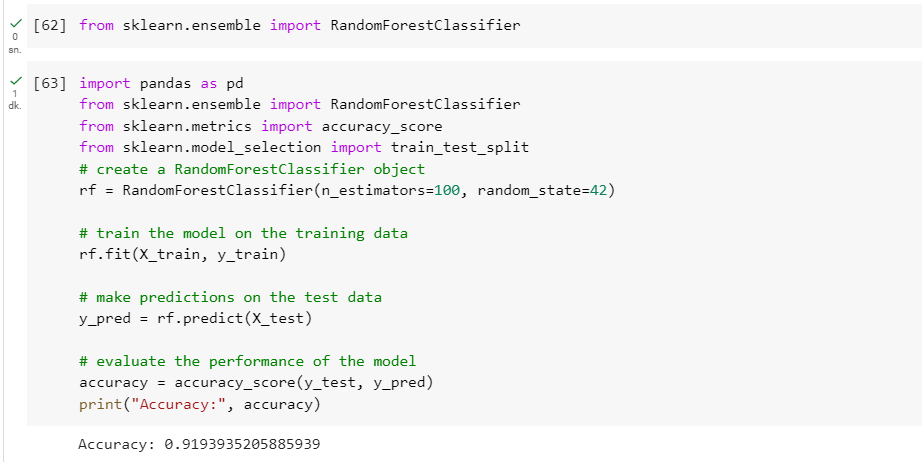 [62] from sklearn.ensemble import RandomForestClassifier
0
sn.
[63] import pandas as pd
1
dk.
from sklearn.ensemble import RandomForestClassifier
from sklearn.metrics import accuracy_score
from sklearn.model_selection import train_test_split
# create a RandomForestClassifier object
rf = RandomForestClassifier(n_estimators=100, random_state=42)
# train the model on the training data
rf.fit(X_train, y_train)
# make predictions on the test data
y_pred = rf.predict(X_test)
# evaluate the performance of the model
accuracy = accuracy_score(y_test, y_pred)
print("Accuracy:", accuracy)
Accuracy: 0.9193935205885939